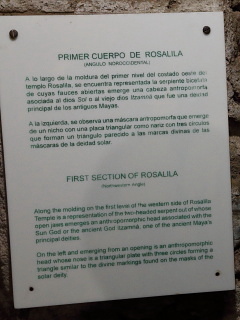 PRIMER CUERPO DE ROSALILA
(ANGULO NOROCCIDENTAL)
A lo largo de la moldura del primer nivel del costado oeste del
templo Rosalila, se encuentra representada la serpiente bicéfala
de cuyas fauces abiertas emerge una cabeza antropomorfa
asociada al dios Sol o al viejo dios Itzamná que fue una deidad
principal de los antiguos Mayas.
A la izquierda, se observa una máscara antropomorfa que emerge
de un nicho con una placa triangular como nariz con tres círculos
que forman un triángulo parecido a las marcas divinas de las
máscaras de la deidad solar.
FIRST SECTION OF ROSALILA
(Northwestern Angle)
Along the molding on the first level of the western side of Rosalila
Temple is a representation of the two-headed serpent out of whose
open jaws emerges an anthropomorphic head associated with the
Sun God or the ancient God Itzamná, one of the ancient Maya's
principal deities.
On the left and emerging from an opening is an anthropomorphic
head whose nose is a triangular plate with three circles forming a
triangle similar to the divine markings found on the masks of the
solar deity.